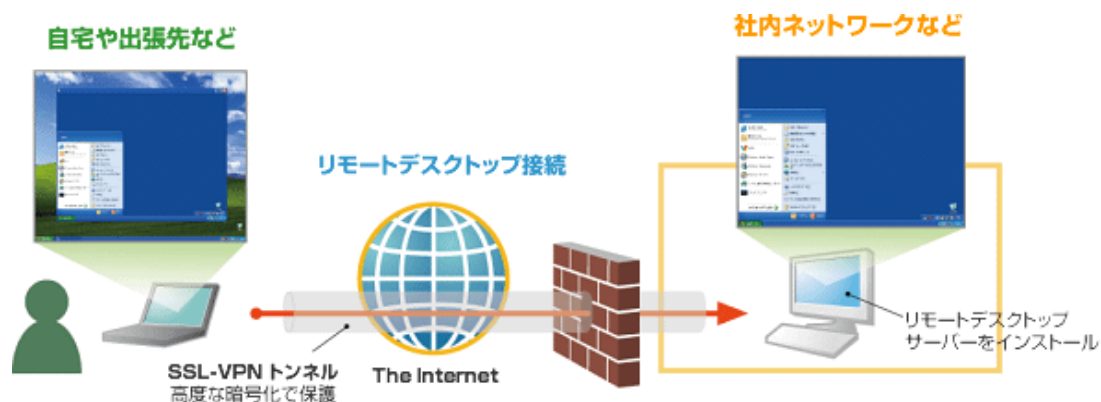 自宅や出張先など
社内ネットワークなど
リモートデスクトップ接続
SSL-VPN トンネル
高度な暗号化で保護
The Internet
リモートデスクトップ
サーバーをインストール